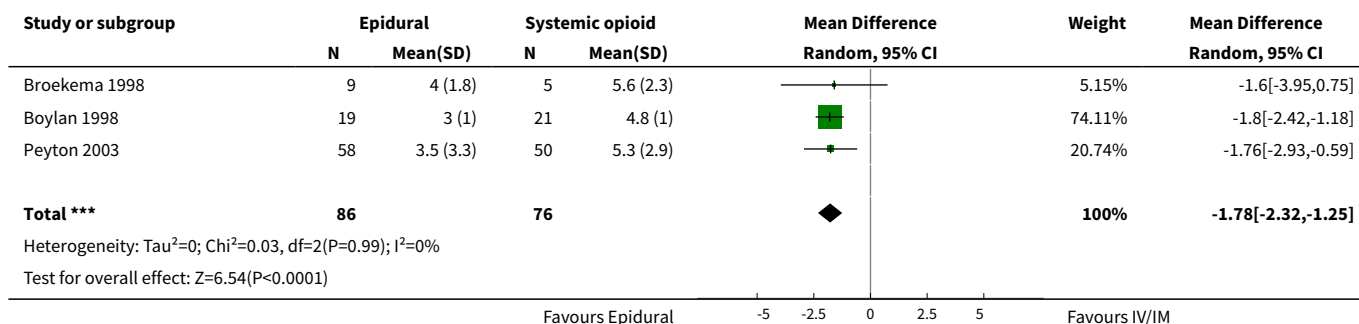 Study or subgroup Epidural Systemic opioid Mean Difference Weight Mean Difference
N Mean(SD) N Mean(SD) Random, 95% CI Random, 95% CI
Broekema 1998 9 4 (1.8) 5 5.6 (2.3) 5.15% -1.6[-3.95,0.75]
Boylan 1998 19 3 (1) 21 4.8 (1) 74.11% -1.8[-2.42,-1.18]
Peyton 2003 58 3.5 (3.3) 50 5.3 (2.9) 20.74% -1.76[-2.93,-0.59]
Total *** 86 76 100% -1.78[-2.32,-1.25]
Heterogeneity: Tau²=0; Chi²=0.03, df=2(P=0.99); I²=0%
Test for overall effect: Z=6.54(P<0.0001)
Favours Epidural -5 -2.5 0 2.5 5 Favours IV/IM